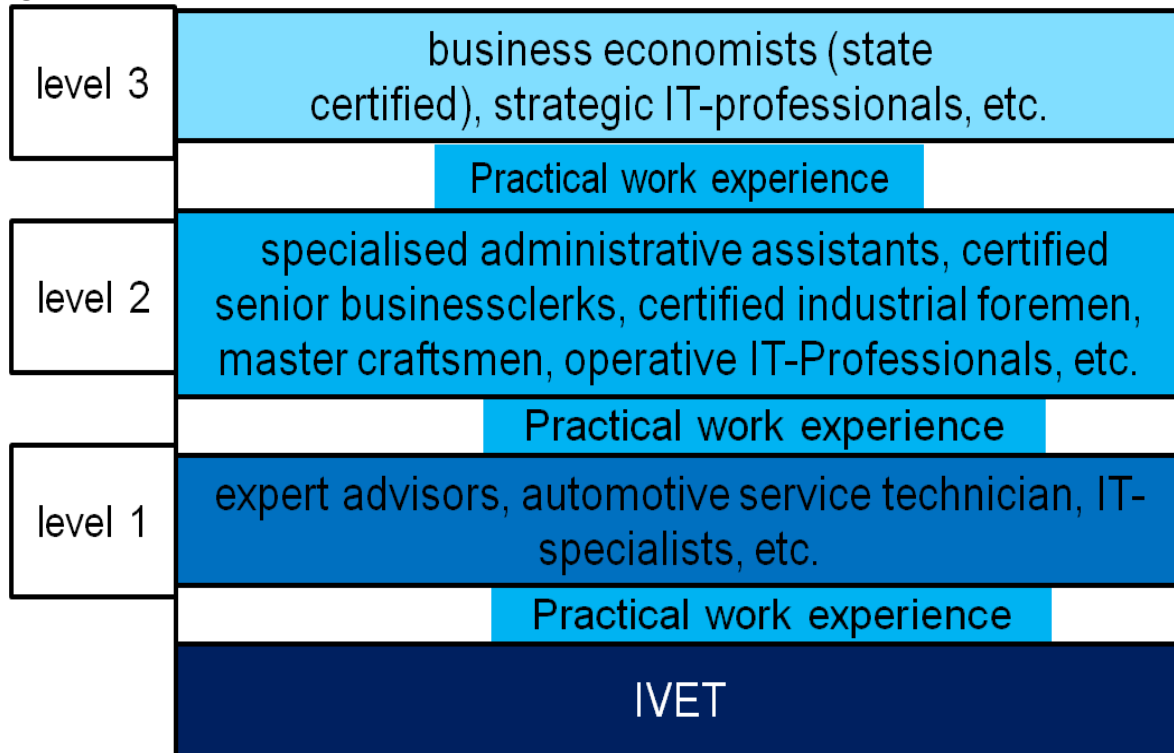 level 3
business economists (state
certified), strategic IT-professionals, etc.
Practical work experience
level 2
specialised administrative assistants, certified
senior businessclerks, certified industrial foremen,
master craftsmen, operative IT-Professionals, etc.
Practical work experience
level 1
expert advisors, automotive service technician, IT-
specialists, etc.
Practical work experience
IVET